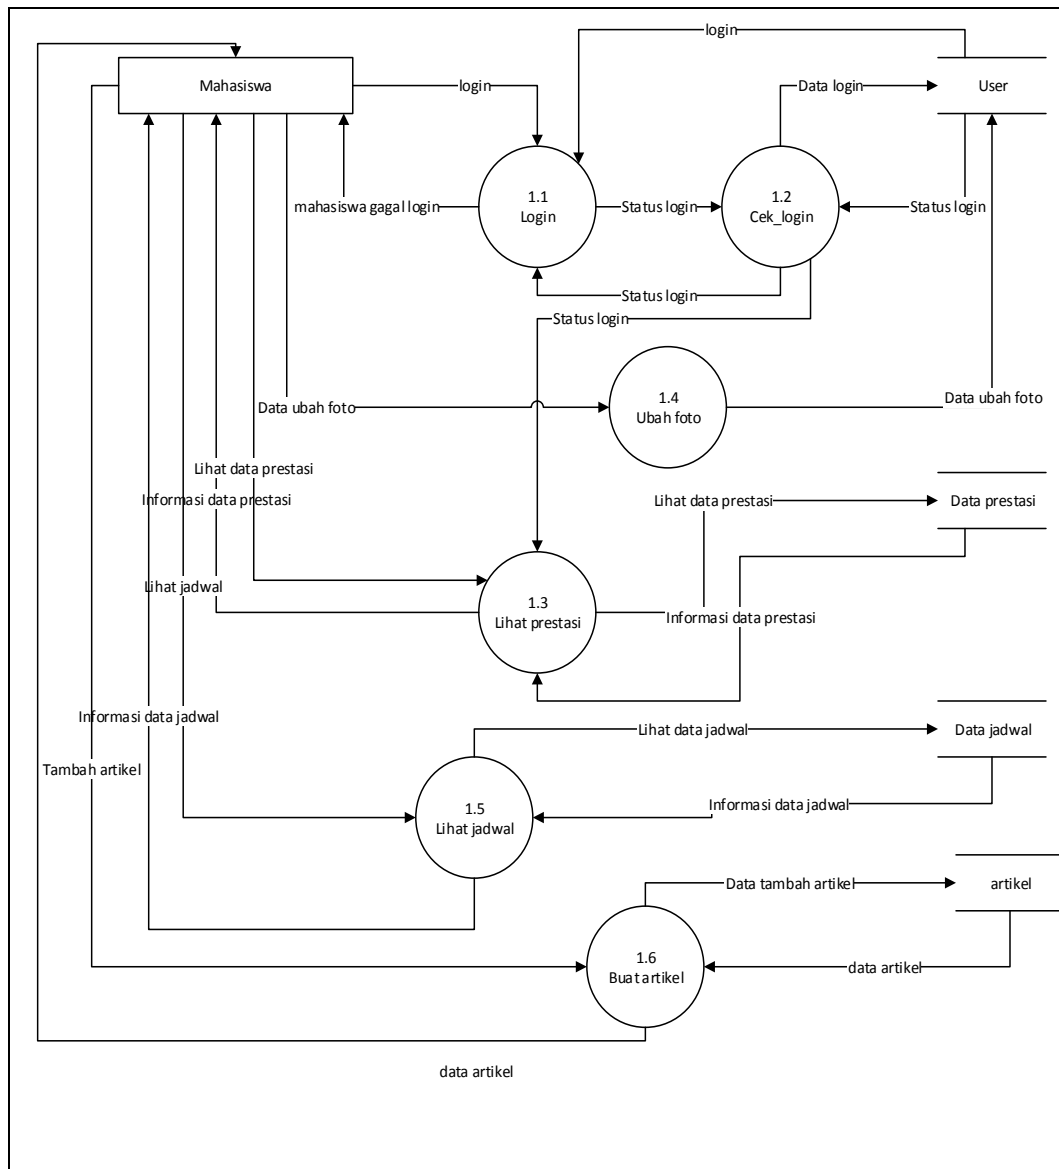 login
Mahasiswa
login
Data login
User
1.1
Login
1.2
Cek_login
mahasiswa gagal login
Status login
Status login
Status login
Status login
1.4
Ubah foto
Data ubah foto
Data ubah foto
Lihat data prestasi
Informasi data prestasi
Lihat data prestasi
Data prestasi
Lihat jadwal
1.3
Lihat prestasi
Informasi data prestasi
Informasi data jadwal
Lihat data jadwal
Data jadwal
Tambah artikel
1.5
Lihat jadwal
Informasi data jadwal
Data tambah artikel
artikel
1.6
Buat artikel
data artikel
data artikel